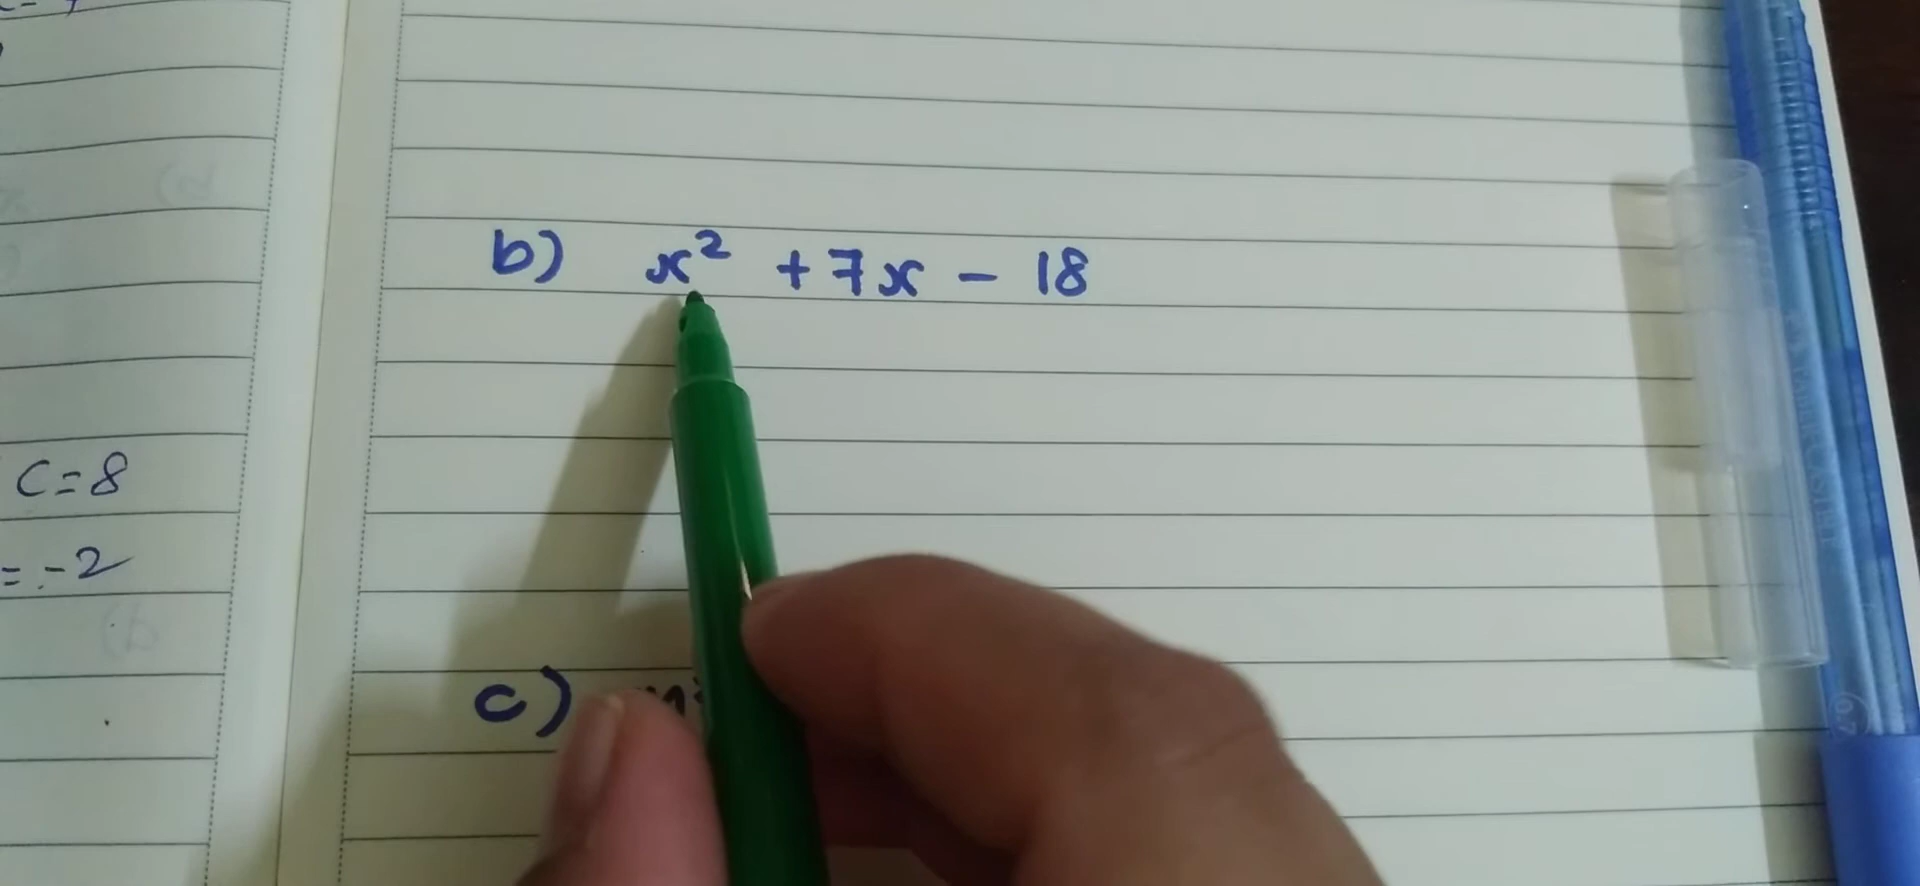 C=8
= -2
b) x² + 7x - 18
c)